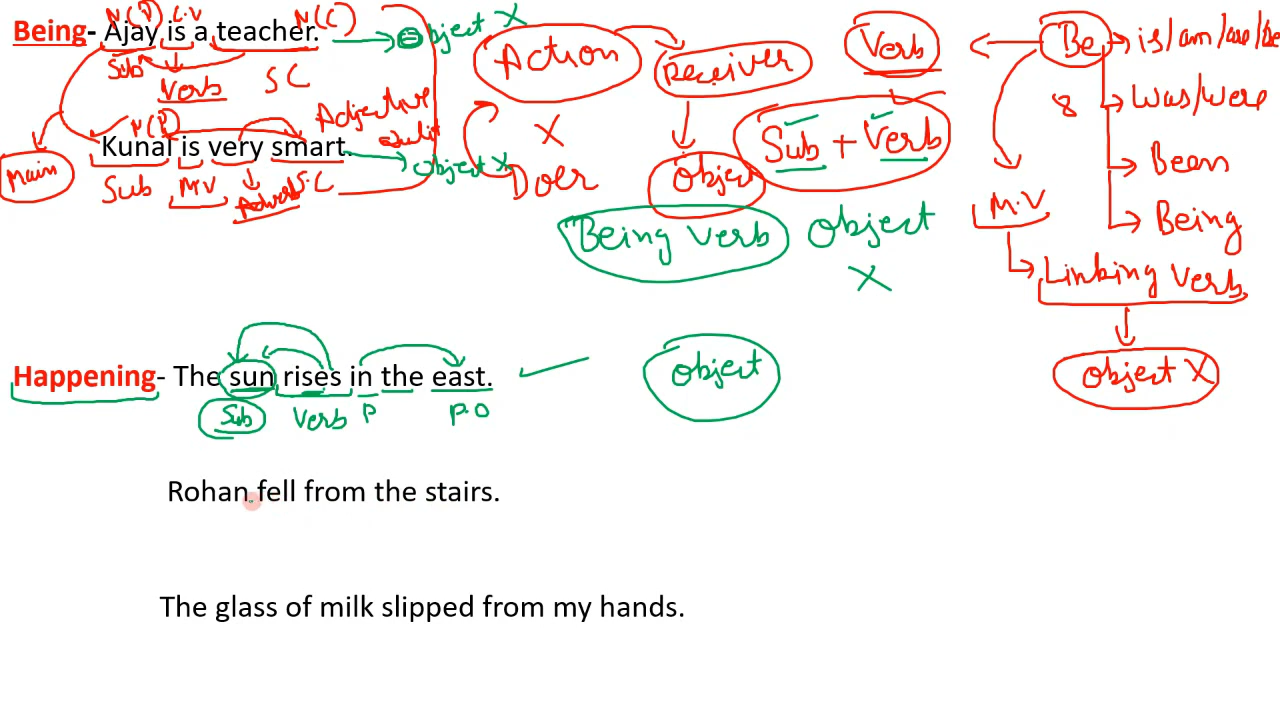 N(P) L.V N(C)
Being- Ajay is a teacher. → Object X
Sub Verb SC
N(P) Adjective
Kunal is very smart. → Object X
Main Sub M.V Adverb S.C
Action Receiver
X
Doer Object
Verb
Sub + Verb
Being Verb Object
X
Be → is/am/are/be
8 was/were
Been
Being
M.V
Linking Verb
Object X
Happening- The sun rises in the east. Object
Sub Verb P P.O
Rohan fell from the stairs.
The glass of milk slipped from my hands.